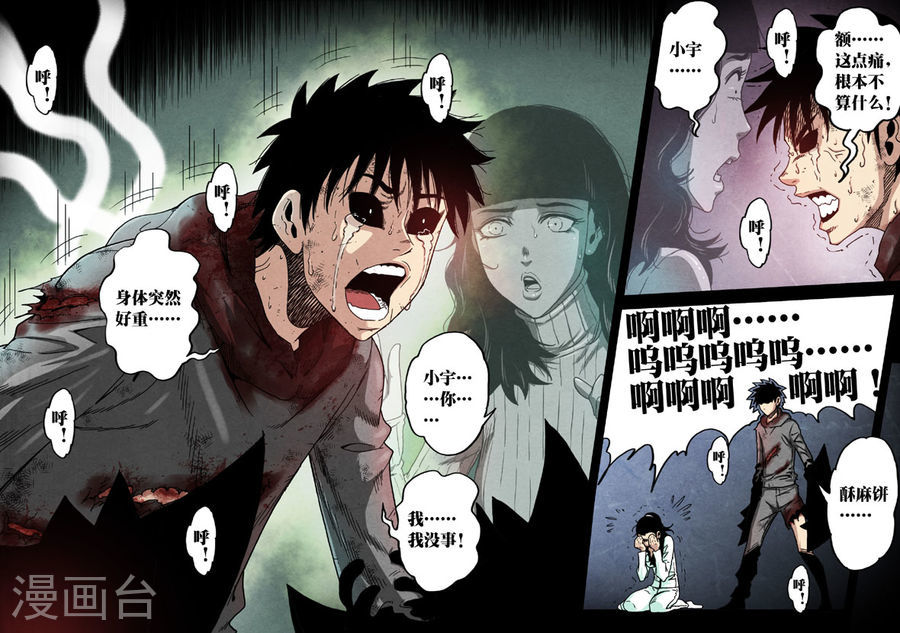 呼!
呼!
呼!
身体突然
好重……
小宇……
……你……
……
我……
我没事!
呼!
呼!
小宇
……
呼!
额……
这点痛,
根本不
算什么!
呼!
啊啊啊……
呜呜呜呜呜……
啊啊啊 啊啊!
呼!
酥麻饼
……
呼!
漫画台